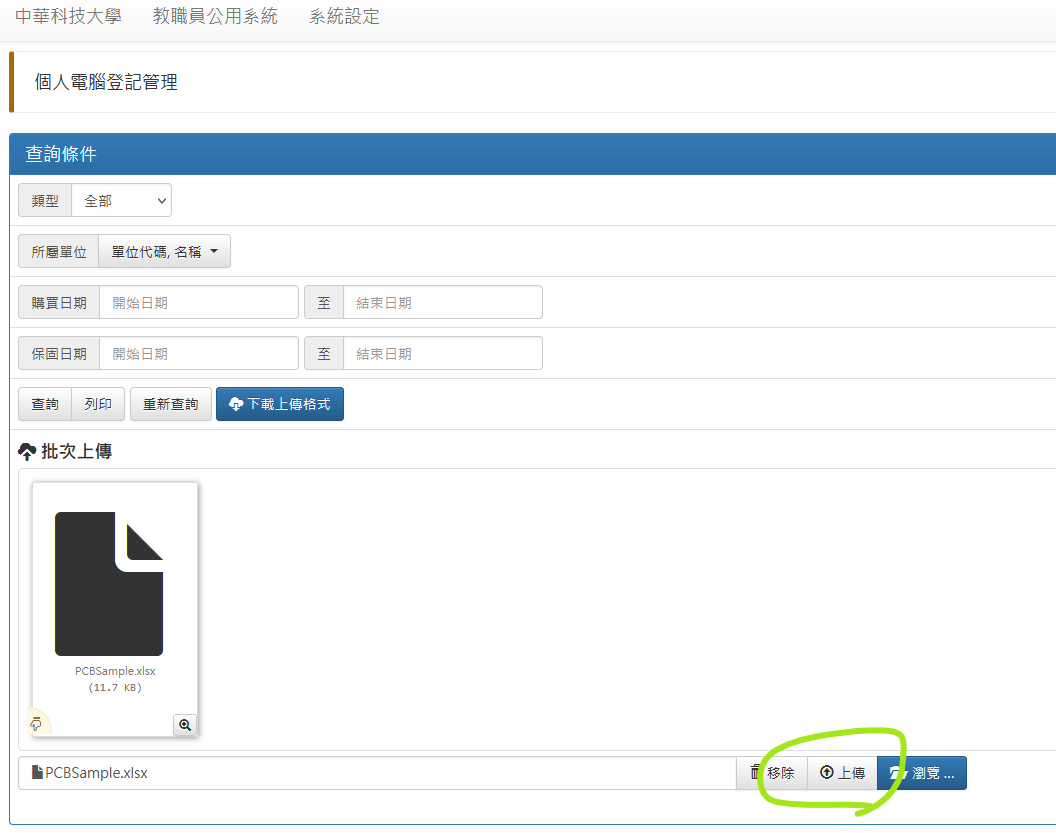 中華科技大學 教職員公用系統 系統設定
個人電腦登記管理
查詢條件
類型 全部
所屬單位 單位代碼, 名稱
購買日期 開始日期 至 結束日期
保固日期 開始日期 至 結束日期
查詢 列印 重新查詢 下載上傳格式
批次上傳
PCBSample.xlsx
(11.7 KB)
PCBSample.xlsx 移除 上傳 瀏覽 ...